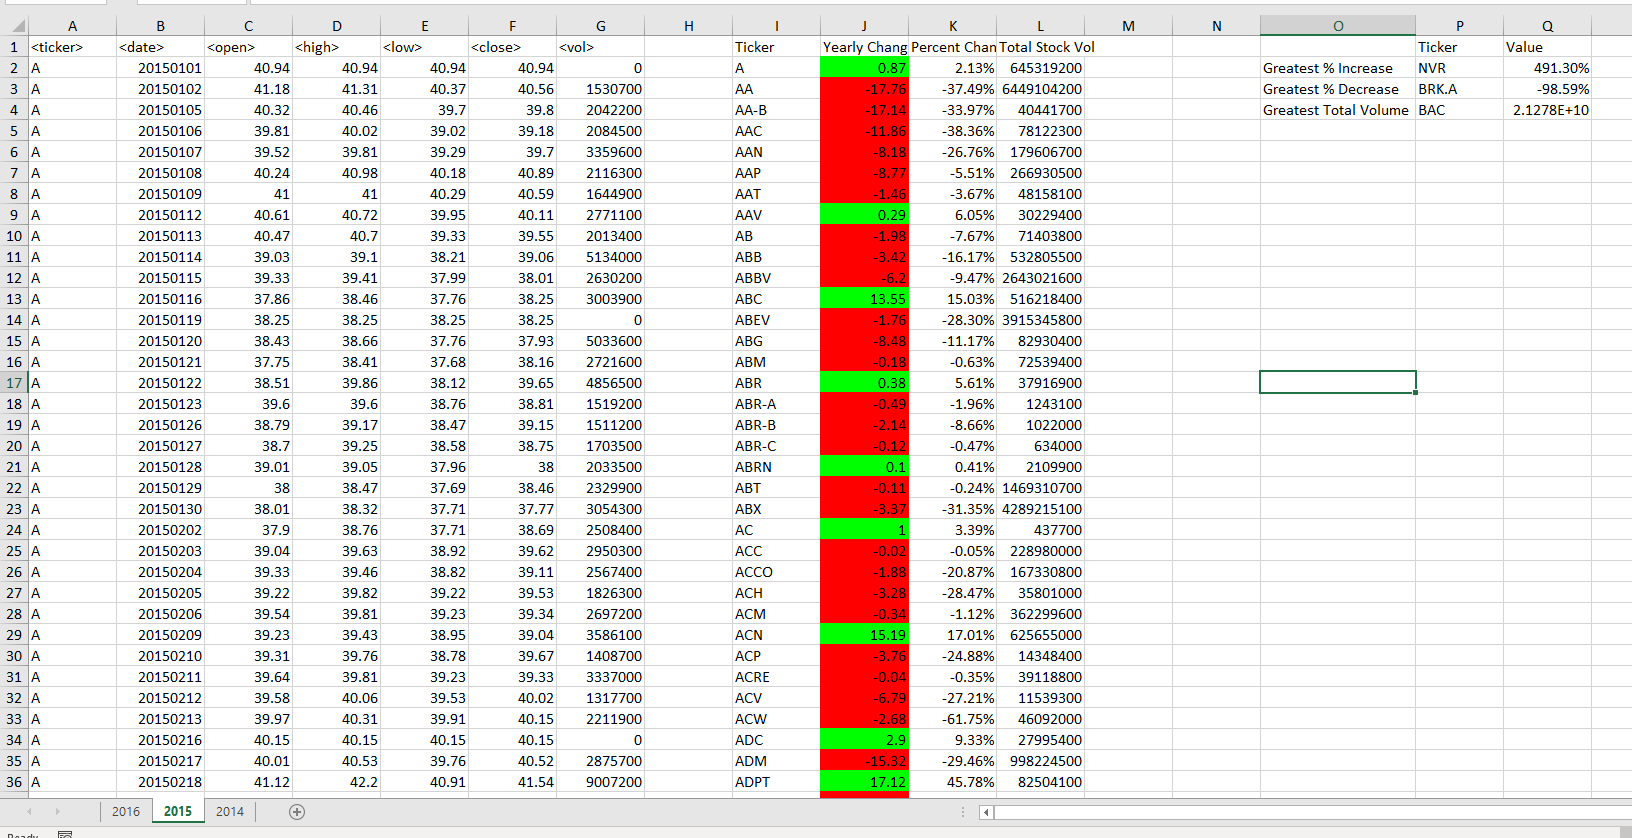 A B C D E F G H I J K L M N O P Q
1 <ticker> <date> <open> <high> <low> <close> <vol> Ticker Yearly Chang Percent Chan Total Stock Vol Ticker Value
2 A 20150101 40.94 40.94 40.94 40.94 0 A 0.87 2.13% 645319200 Greatest % Increase NVR 491.30%
3 A 20150102 41.18 41.31 40.37 40.56 1530700 AA -17.76 -37.49% 6449104200 Greatest % Decrease BRK.A -98.59%
4 A 20150105 40.32 40.46 39.7 39.8 2042200 AA-B -17.14 -33.97% 40441700 Greatest Total Volume BAC 2.1278E+10
5 A 20150106 39.81 40.02 39.02 39.18 2084500 AAC -11.86 -38.36% 78122300
6 A 20150107 39.52 39.81 39.29 39.7 3359600 AAN -8.18 -26.76% 179606700
7 A 20150108 40.24 40.98 40.18 40.89 2116300 AAP -8.77 -5.51% 266930500
8 A 20150109 41 41 40.29 40.59 1644900 AAT -1.46 -3.67% 48158100
9 A 20150112 40.61 40.72 39.95 40.11 2771100 AAV 0.29 6.05% 30229400
10 A 20150113 40.47 40.7 39.33 39.55 2013400 AB -1.98 -7.67% 71403800
11 A 20150114 39.03 39.1 38.21 39.06 5134000 ABB -3.42 -16.17% 532805500
12 A 20150115 39.33 39.41 37.99 38.01 2630200 ABBV -6.2 -9.47% 2643021600
13 A 20150116 37.86 38.46 37.76 38.25 3003900 ABC 13.55 15.03% 516218400
14 A 20150119 38.25 38.25 38.25 38.25 0 ABEV -1.76 -28.30% 3915345800
15 A 20150120 38.43 38.66 37.76 37.93 5033600 ABG -8.48 -11.17% 82930400
16 A 20150121 37.75 38.41 37.68 38.16 2721600 ABM -0.18 -0.63% 72539400
17 A 20150122 38.51 39.86 38.12 39.65 4856500 ABR 0.38 5.61% 37916900
18 A 20150123 39.6 39.6 38.76 38.81 1519200 ABR-A -0.49 -1.96% 1243100
19 A 20150126 38.79 39.17 38.47 39.15 1511200 ABR-B -2.14 -8.66% 1022000
20 A 20150127 38.7 39.25 38.58 38.75 1703500 ABR-C -0.12 -0.47% 634000
21 A 20150128 39.01 39.05 37.96 38 2033500 ABRN 0.1 0.41% 2109900
22 A 20150129 38 38.47 37.69 38.46 2329900 ABT -0.11 -0.24% 1469310700
23 A 20150130 38.01 38.32 37.71 37.77 3054300 ABX -3.37 -31.35% 4289215100
24 A 20150202 37.9 38.76 37.71 38.69 2508400 AC 1 3.39% 437700
25 A 20150203 39.04 39.63 38.92 39.62 2950300 ACC -0.02 -0.05% 228980000
26 A 20150204 39.33 39.46 38.82 39.11 2567400 ACCO -1.88 -20.87% 167330800
27 A 20150205 39.22 39.82 39.22 39.53 1826300 ACH -3.28 -28.47% 35801000
28 A 20150206 39.54 39.81 39.23 39.34 2697200 ACM -0.34 -1.12% 362299600
29 A 20150209 39.23 39.43 38.95 39.04 3586100 ACN 15.19 17.01% 625655000
30 A 20150210 39.31 39.76 38.78 39.67 1408700 ACP -3.76 -24.88% 14348400
31 A 20150211 39.64 39.81 39.23 39.33 3337000 ACRE -0.04 -0.35% 39118800
32 A 20150212 39.58 40.06 39.53 40.02 1317700 ACV -6.79 -27.21% 11539300
33 A 20150213 39.97 40.31 39.91 40.15 2211900 ACW -2.68 -61.75% 46092000
34 A 20150216 40.15 40.15 40.15 40.15 0 ADC 2.9 9.33% 27995400
35 A 20150217 40.01 40.53 39.76 40.52 2875700 ADM -15.32 -29.46% 998224500
36 A 20150218 41.12 42.2 40.91 41.54 9007200 ADPT 17.12 45.78% 82504100
2016 2015 2014
Ready